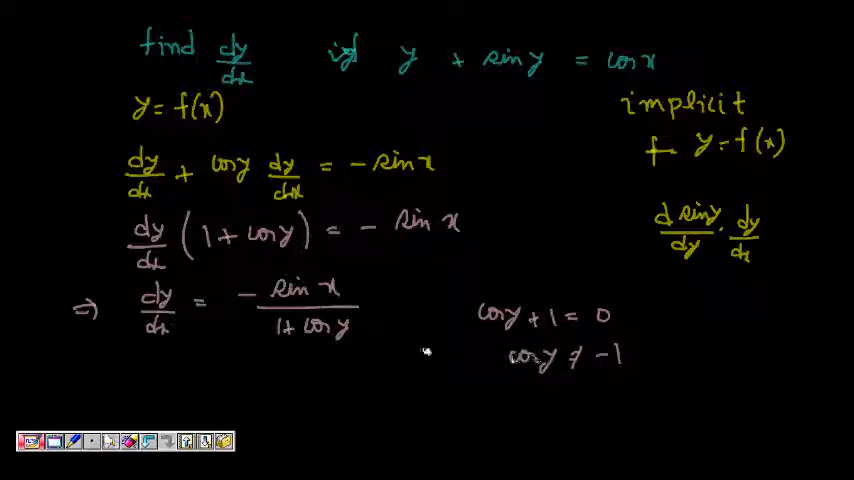 find dy/dx if y + sin y = cos x
y = f(x)
implicit
f y = f(x)
dy/dx + cos y dy/dx = - sin x
d sin y/dy · dy/dx
dy/dx (1 + cos y) = - sin x
⇒ dy/dx = - sin x / 1 + cos y
cos y + 1 = 0
cos y ≠ -1